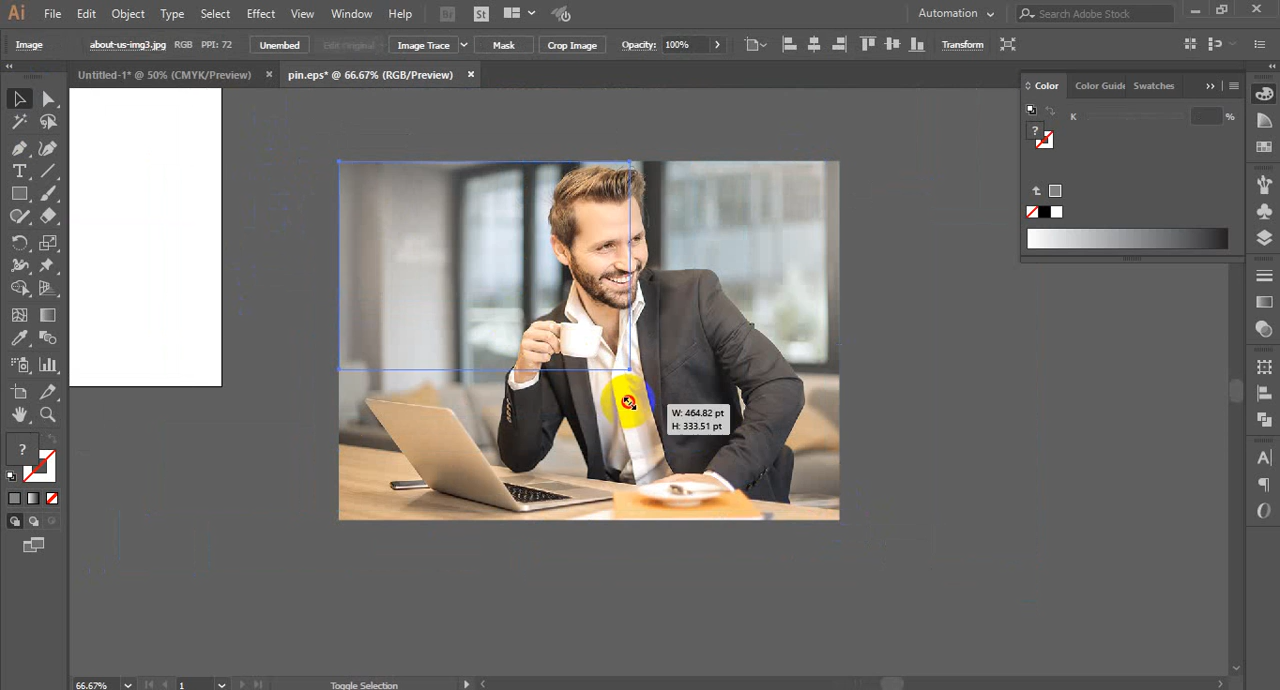 Ai File Edit Object Type Select Effect View Window Help Br St Automation Search Adobe Stock
Image about-us-img3.jpg RGB PPI: 72 Unembed Edit Original Image Trace Mask Crop Image Opacity: 100% Transform
Untitled-1* @ 50% (CMYK/Preview) × pin.eps* @ 66.67% (RGB/Preview) ×
Color Color Guide Swatches
K %
?
W: 464.82 pt
H: 333.51 pt
?
66.67% 1 Toggle Selection